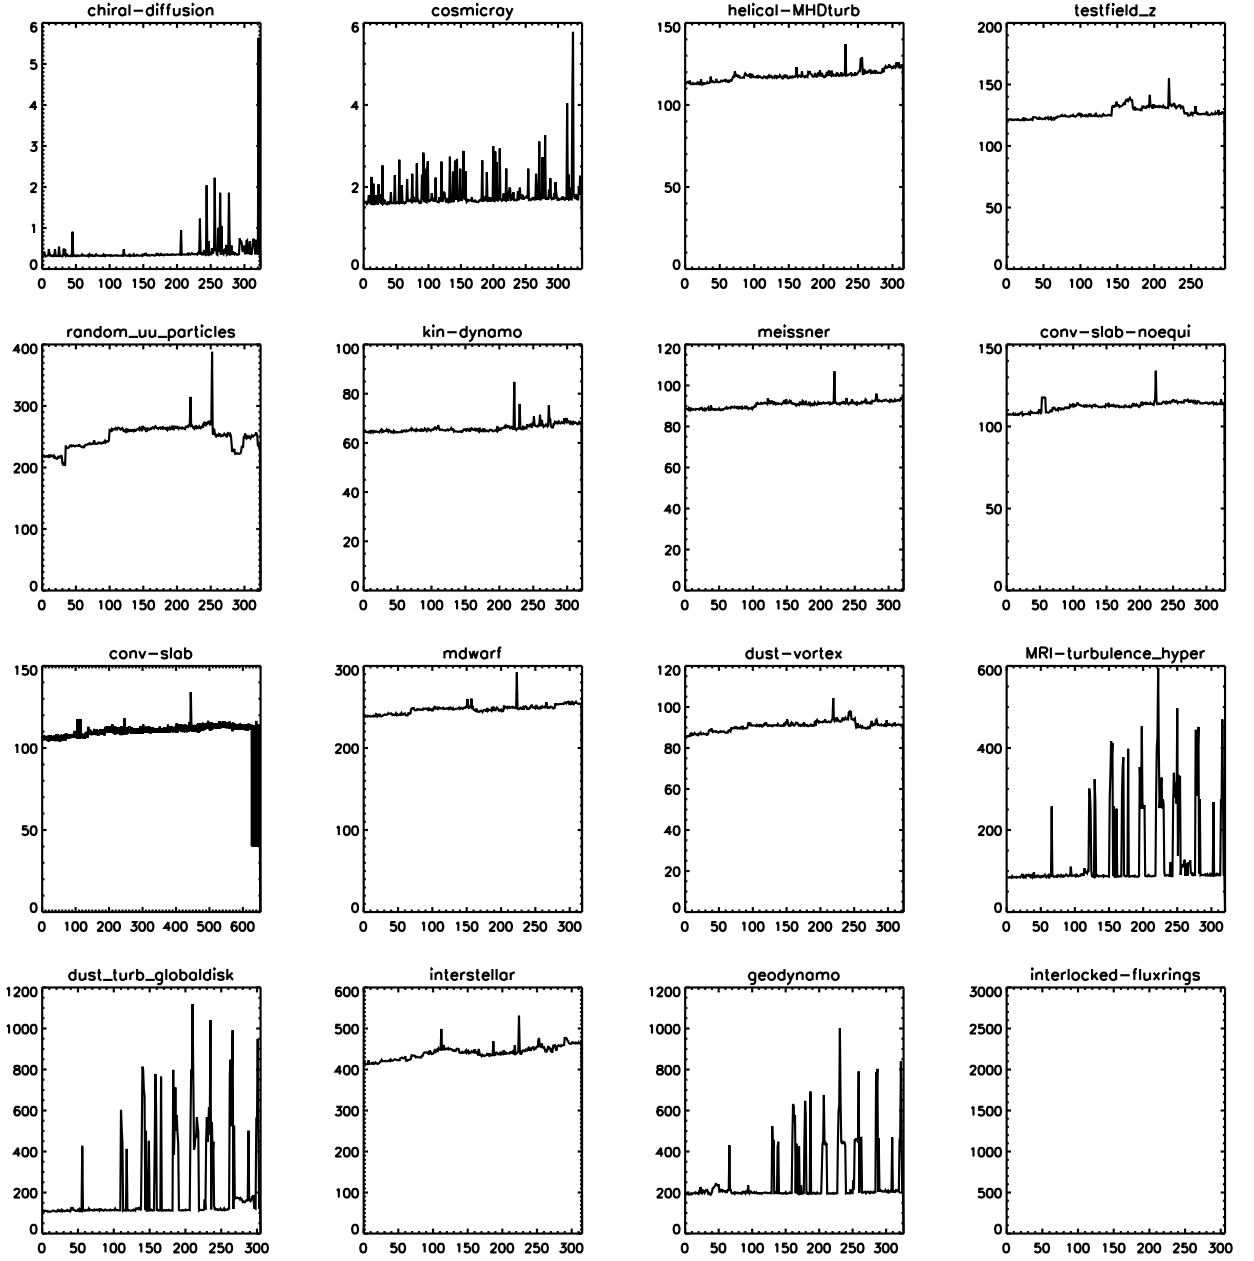 chiral-diffusion cosmicray helical-MHDturb testfield_z
6 6 150 200
5
4 4 100 150
3
2 2 50 100
1 50
0 0 0 0
0 50 100 150 200 250 300 0 50 100 150 200 250 300 0 50 100 150 200 250 300 0 50 100 150 200 250
random_uu_particles kin-dynamo meissner conv-slab-noequi
400 100 120 150
300 80 100
200 60 80 100
100 40 60 50
20 40
20
0 0 0 0
0 50 100 150 200 250 300 0 50 100 150 200 250 300 0 50 100 150 200 250 300 0 50 100 150 200 250 300
conv-slab mdwarf dust-vortex MRI-turbulence_hyper
150 300 120 600
100 200 100 400
50 100 80 200
60
40
20
0 0 0 0
0 100 200 300 400 500 600 0 50 100 150 200 250 300 0 50 100 150 200 250 300 0 50 100 150 200 250 300
dust_turb_globaldisk interstellar geodynamo interlocked-fluxrings
1200 600 1200 3000
1000 500 1000 2500
800 400 800 2000
600 300 600 1500
400 200 400 1000
200 100 200 500
0 0 0 0
0 50 100 150 200 250 300 0 50 100 150 200 250 300 0 50 100 150 200 250 300 0 50 100 150 200 250 300